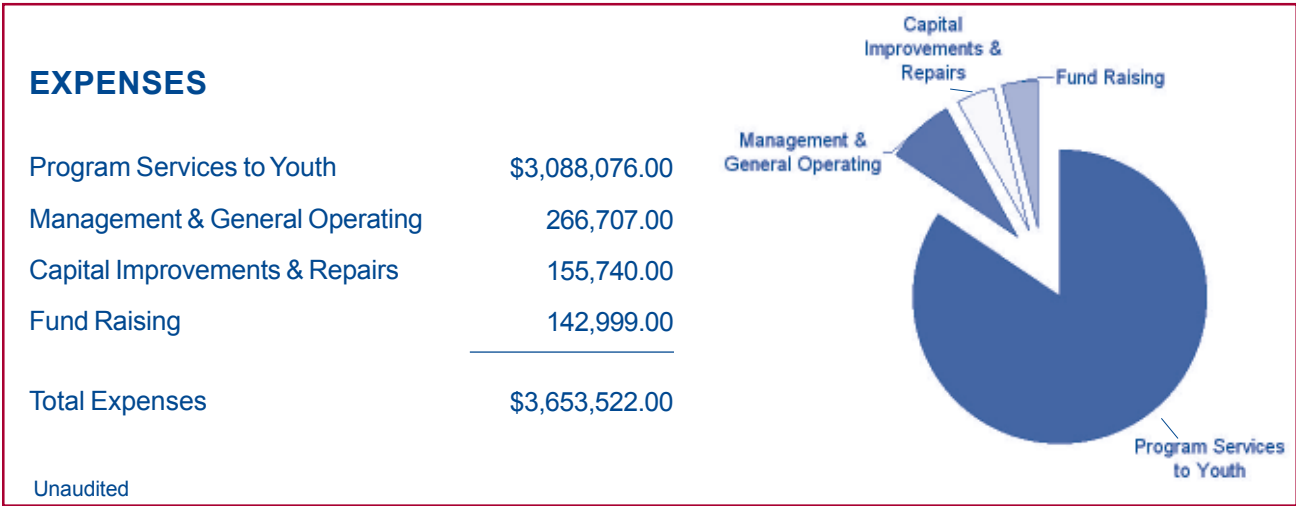 EXPENSES
Program Services to Youth $3,088,076.00
Management & General Operating 266,707.00
Capital Improvements & Repairs 155,740.00
Fund Raising 142,999.00
Total Expenses $3,653,522.00
Unaudited
Capital
Improvements &
Repairs
Fund Raising
Management &
General Operating
Program Services
to Youth